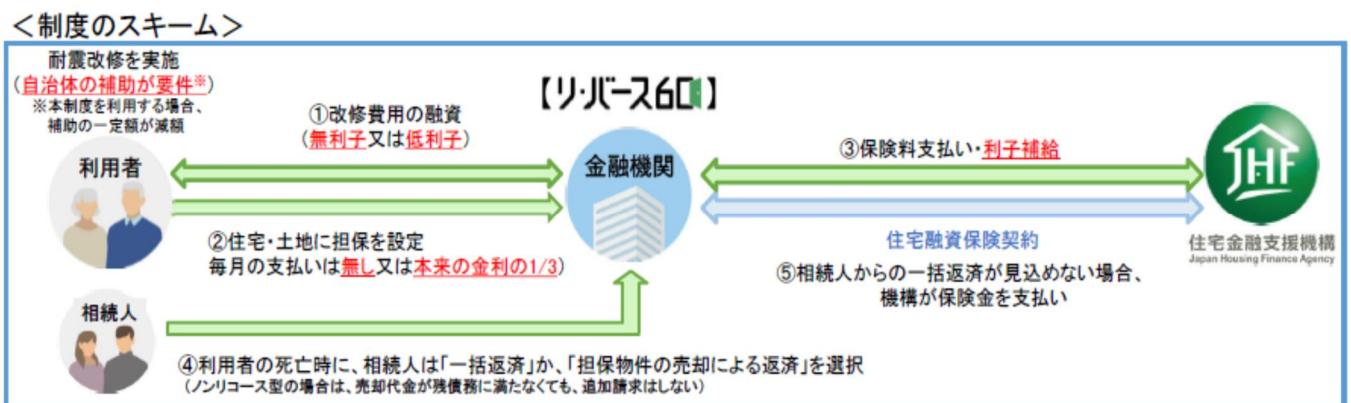 ＜制度のスキーム＞
耐震改修を実施
（自治体の補助が要件※）
※本制度を利用する場合、
補助の一定額が減額
利用者
①改修費用の融資
（無利子又は低利子）
【リ・バース60】
金融機関
③保険料支払い・利子補給
JHF
住宅金融支援機構
Japan Housing Finance Agency
②住宅・土地に担保を設定
毎月の支払いは無し又は本来の金利の1/3）
住宅融資保険契約
⑤相続人からの一括返済が見込めない場合、
機構が保険金を支払い
相続人
④利用者の死亡時に、相続人は「一括返済」か、「担保物件の売却による返済」を選択
（ノンリコース型の場合は、売却代金が残債務に満たなくても、追加請求はしない）